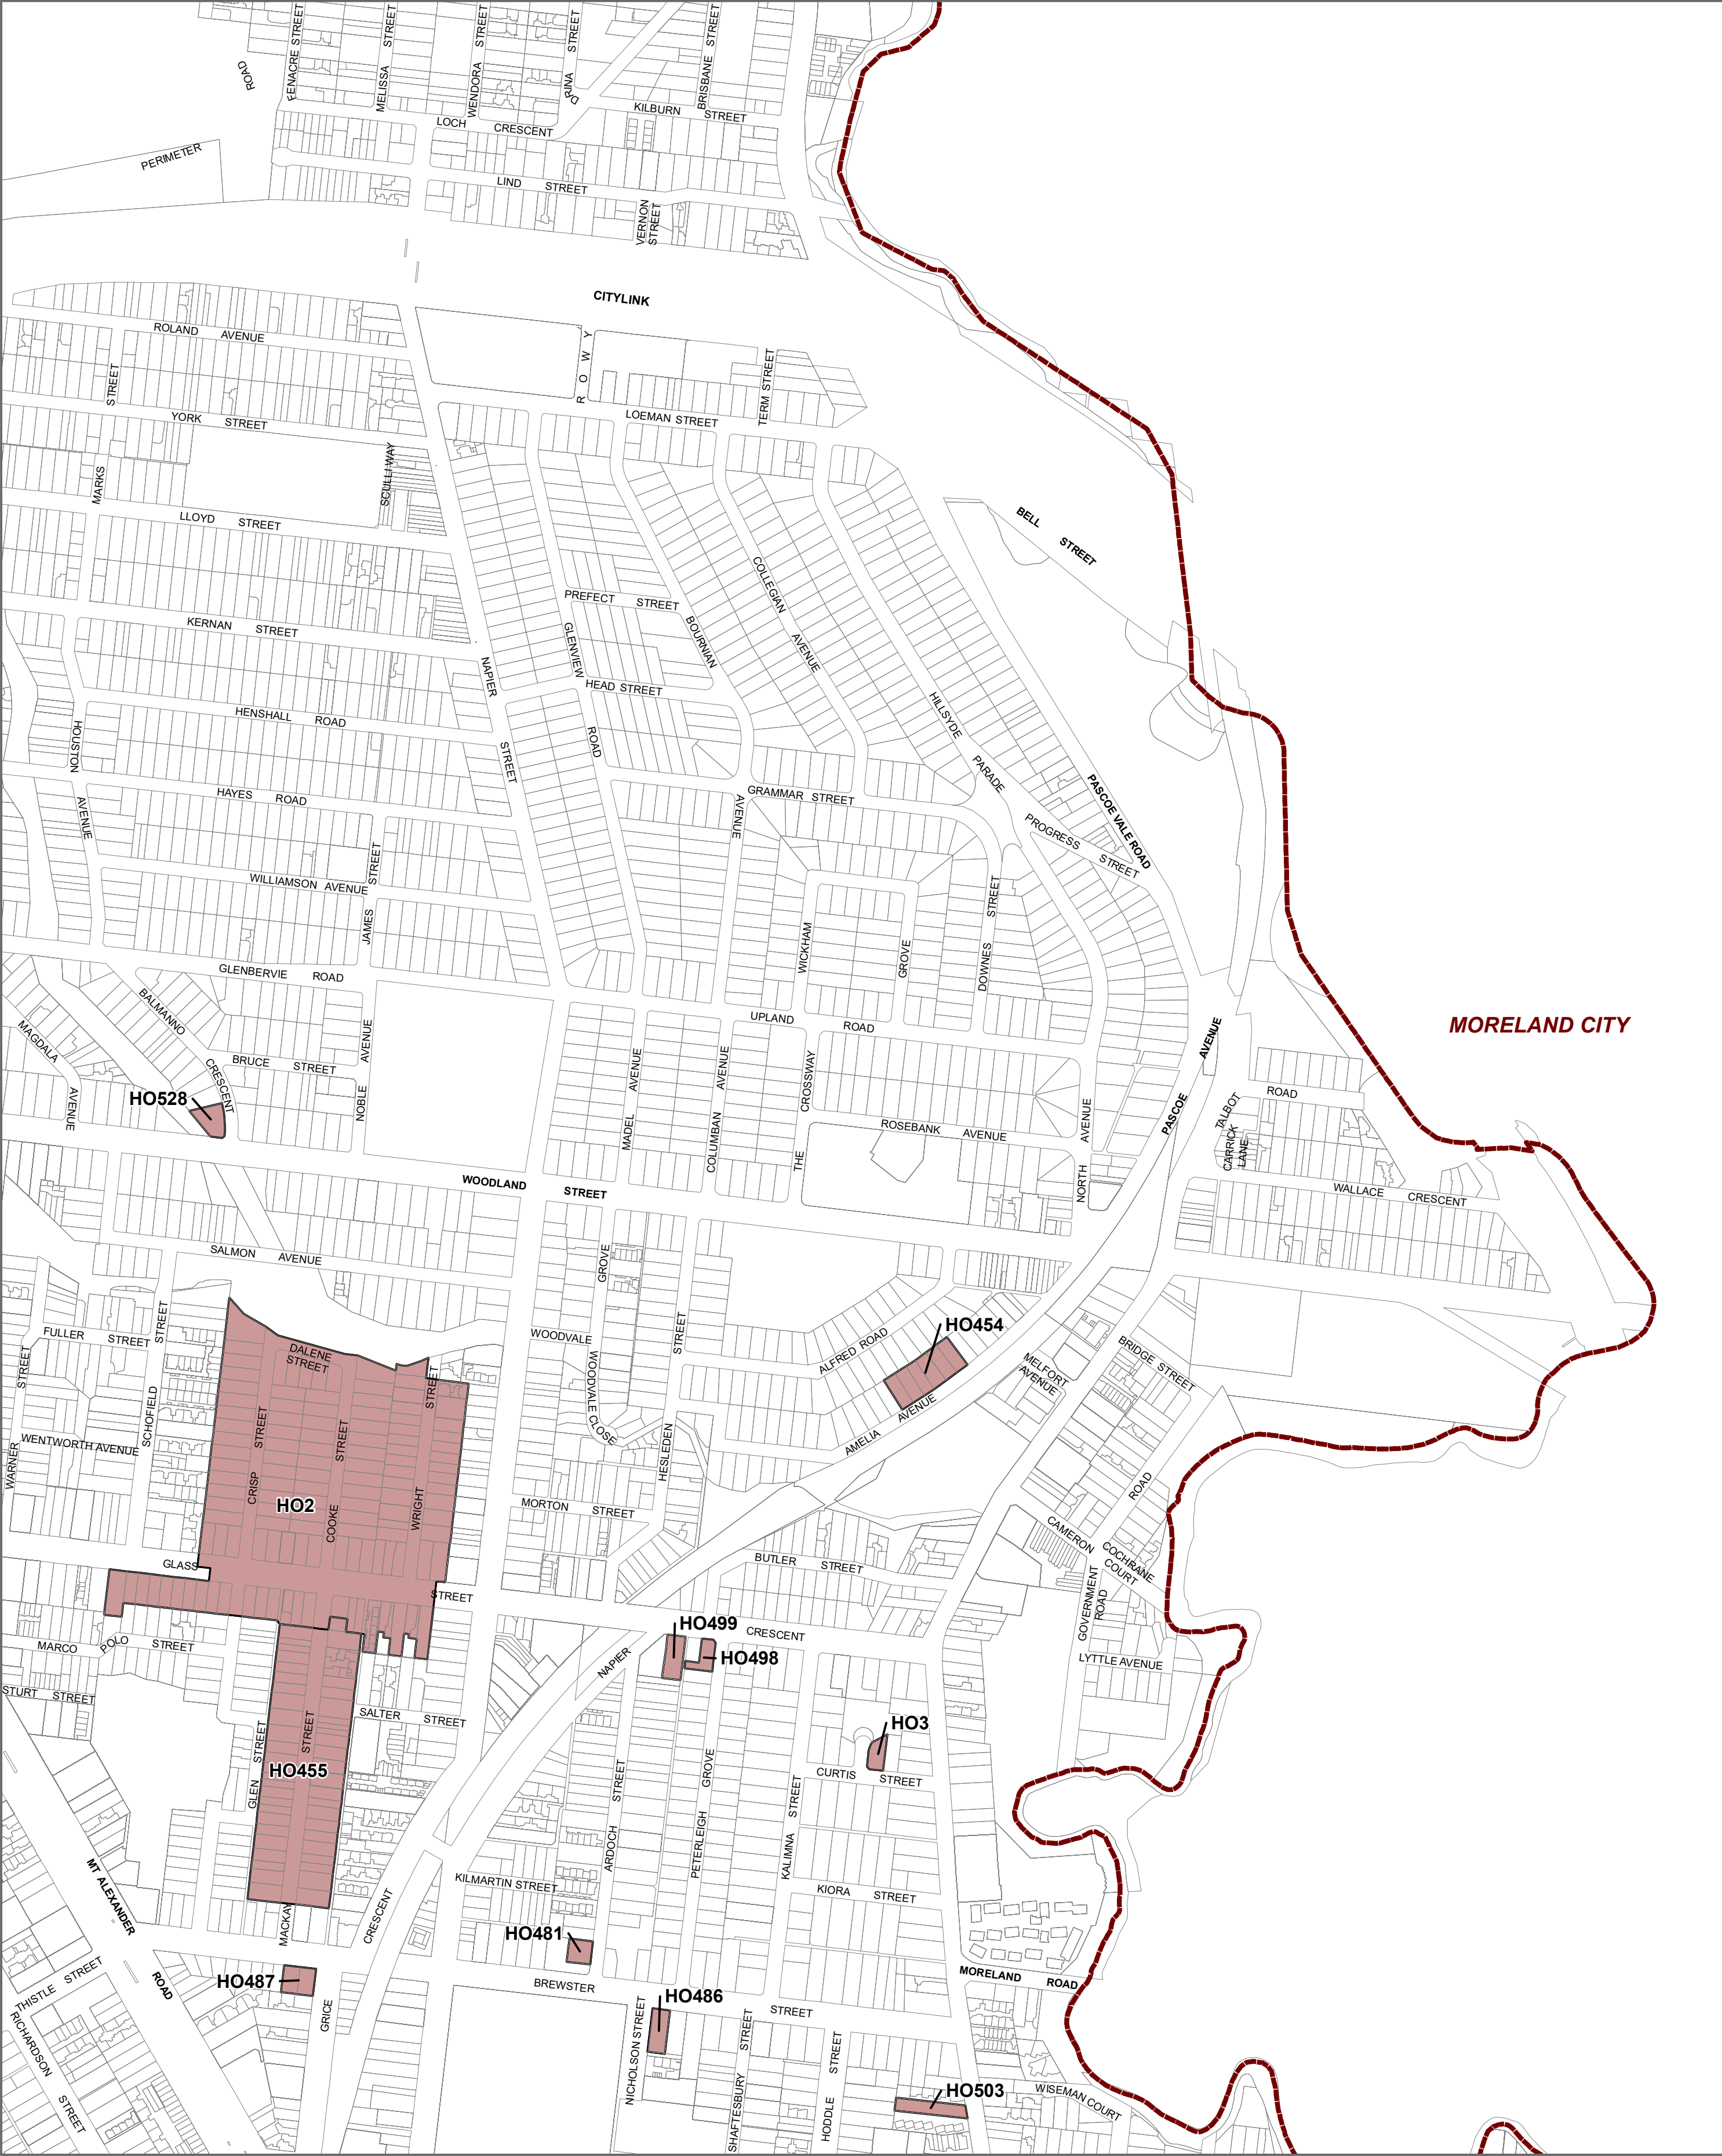 FENACRE STREET
MELISSA STREET
WENDORA STREET
DRINA STREET
BRISBANE STREET
ROAD
KILBURN STREET
LOCH CRESCENT
PERIMETER
LIND STREET
VERNON STREET
CITYLINK
ROLAND AVENUE
R O W Y
TERM STREET
STREET
YORK STREET
LOEMAN STREET
MARKS
SCULLI WAY
LLOYD STREET
BELL STREET
COLLEGIAN AVENUE
PREFECT STREET
KERNAN STREET
GLENVIEW ROAD
BOURNIAN AVENUE
NAPIER STREET
HEAD STREET
HENSHALL ROAD
HILLSYDE PARADE
HOUSTON AVENUE
HAYES ROAD
GRAMMAR STREET
PASCOE VALE ROAD
PROGRESS STREET
WILLIAMSON AVENUE
JAMES STREET
WICKHAM GROVE
DOWNES STREET
GLENBERVIE ROAD
BALMANNO CRESCENT
UPLAND ROAD
MAGDALA AVENUE
MORELAND CITY
BRUCE STREET
NOBLE AVENUE
MADEL AVENUE
COLUMBAN AVENUE
THE CROSSWAY
PASCOE AVENUE
ROAD
TALBOT
HO528
ROSEBANK AVENUE
NORTH AVENUE
CARRICK LANE
WOODLAND STREET
WALLACE CRESCENT
SALMON AVENUE
GROVE
WOODVALE
HO454
ALFRED ROAD
FULLER STREET
SCHOFIELD STREET
DALENE STREET
MELFORT AVENUE
BRIDGE STREET
HESLEDEN STREET
WOODVALE CLOSE
AMELIA AVENUE
WENTWORTH AVENUE
WARNER STREET
CRISP STREET
COOKE STREET
WRIGHT STREET
HO2
MORTON STREET
ROAD
CAMERON
COCHRANE COURT
GLASS STREET
BUTLER STREET
GOVERNMENT ROAD
HO499
CRESCENT
HO498
MARCO POLO STREET
NAPIER
LYTTLE AVENUE
STURT STREET
SALTER STREET
HO3
GLEN STREET
STREET
HO455
CURTIS STREET
ARDOCH STREET
PETERLEIGH GROVE
KALIMNA STREET
MT ALEXANDER ROAD
KILMARTIN STREET
KIORA STREET
MACKAY
CRESCENT
HO481
HO487
BREWSTER STREET
MORELAND ROAD
THISTLE STREET
GRICE
HO486
RICHARDSON STREET
NICHOLSON STREET
SHAFTESBURY STREET
HODDLE STREET
HO503
WISEMAN COURT